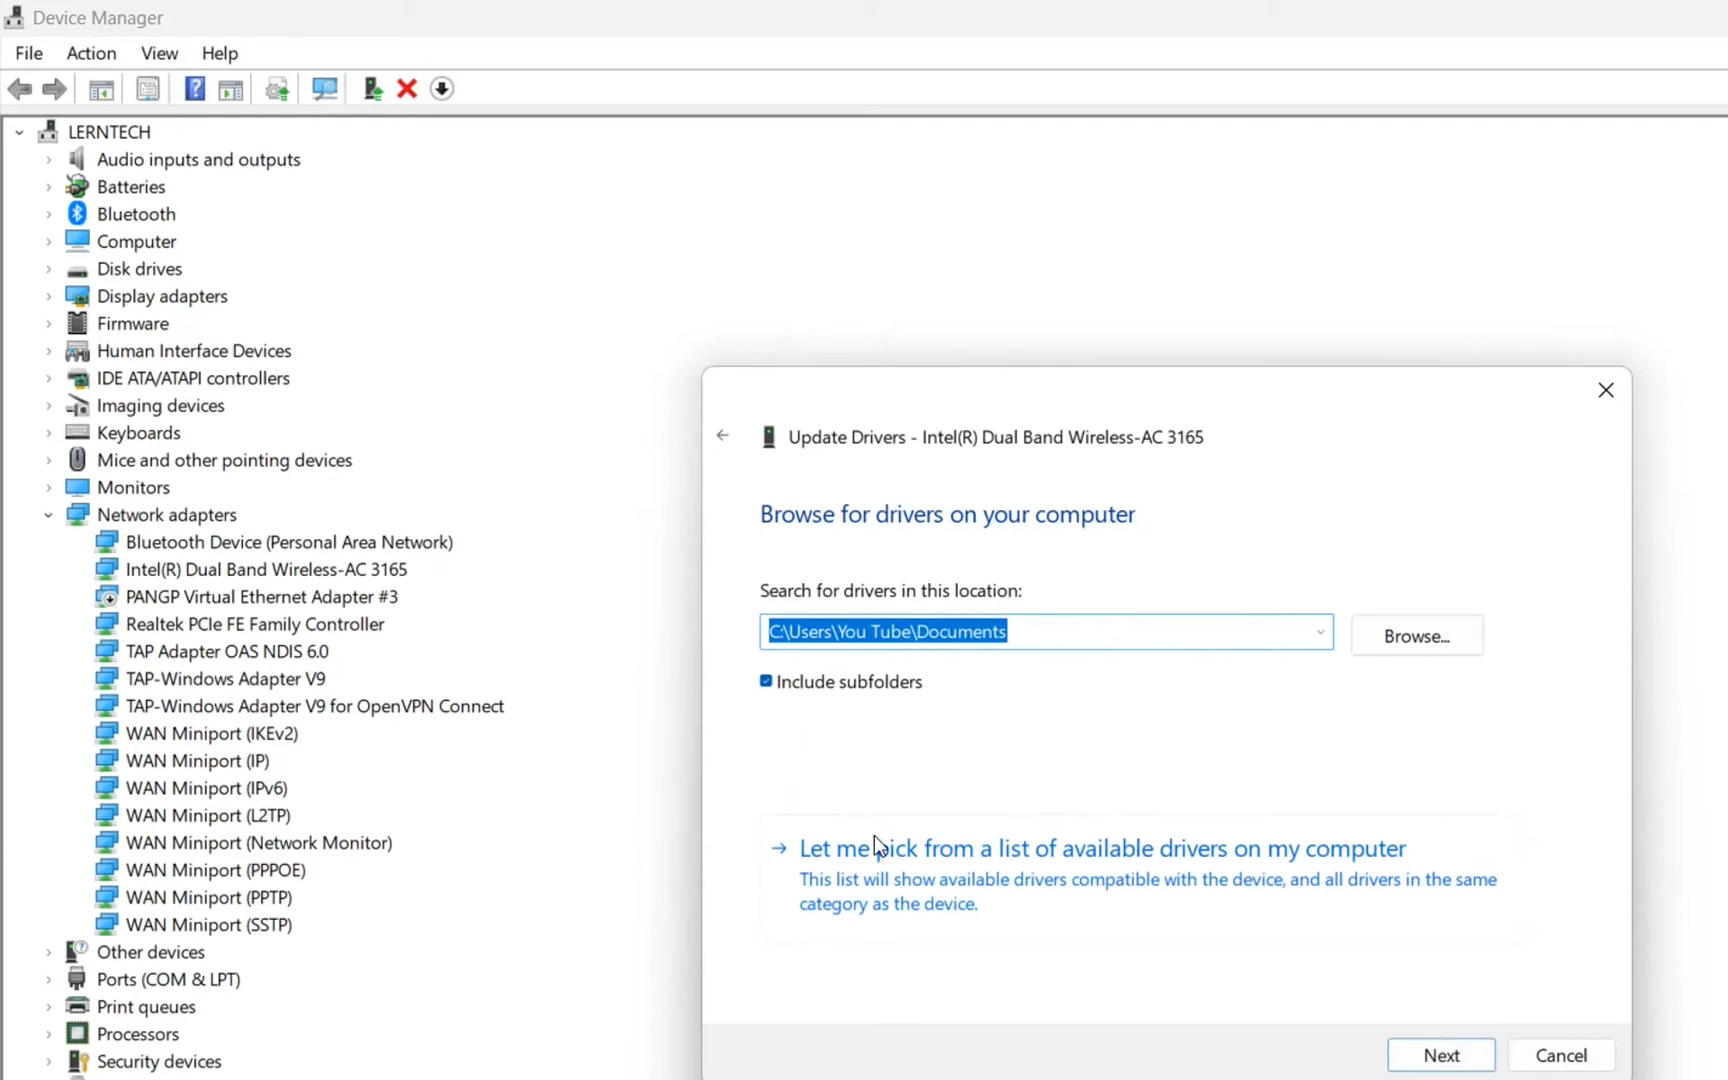 Device Manager
File Action View Help
LERNTECH
Audio inputs and outputs
Batteries
Bluetooth
Computer
Disk drives
Display adapters
Firmware
Human Interface Devices
IDE ATA/ATAPI controllers
Imaging devices
Keyboards
Mice and other pointing devices
Monitors
Network adapters
Bluetooth Device (Personal Area Network)
Intel(R) Dual Band Wireless-AC 3165
PANGP Virtual Ethernet Adapter #3
Realtek PCIe FE Family Controller
TAP Adapter OAS NDIS 6.0
TAP-Windows Adapter V9
TAP-Windows Adapter V9 for OpenVPN Connect
WAN Miniport (IKEv2)
WAN Miniport (IP)
WAN Miniport (IPv6)
WAN Miniport (L2TP)
WAN Miniport (Network Monitor)
WAN Miniport (PPPOE)
WAN Miniport (PPTP)
WAN Miniport (SSTP)
Other devices
Ports (COM & LPT)
Print queues
Processors
Security devices
Update Drivers - Intel(R) Dual Band Wireless-AC 3165
Browse for drivers on your computer
Search for drivers in this location:
C:\Users\You Tube\Documents
Browse...
Include subfolders
Let me pick from a list of available drivers on my computer
This list will show available drivers compatible with the device, and all drivers in the same
category as the device.
Next Cancel